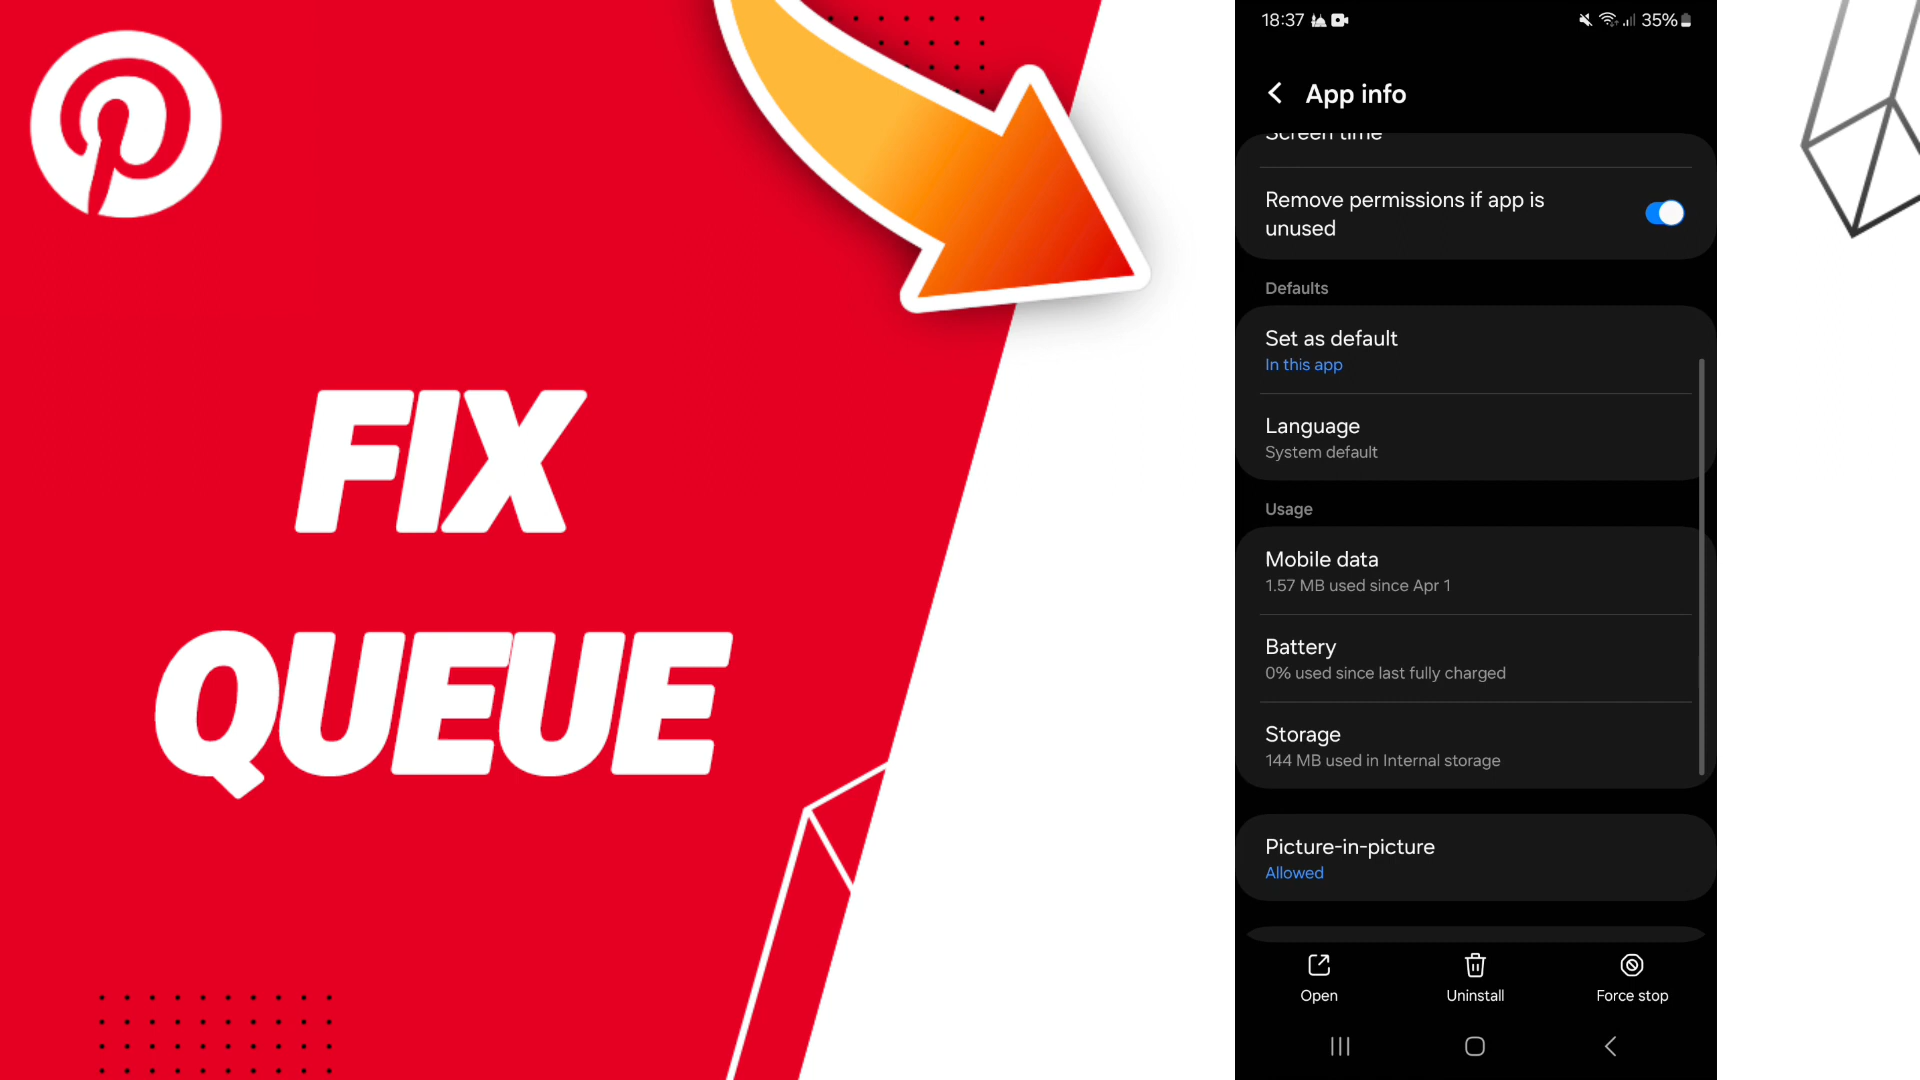 FIX
QUEUE
18:37
35%
App info
Screen time
Remove permissions if app is
unused
Defaults
Set as default
In this app
Language
System default
Usage
Mobile data
1.57 MB used since Apr 1
Battery
0% used since last fully charged
Storage
144 MB used in Internal storage
Picture-in-picture
Allowed
Open
Uninstall
Force stop